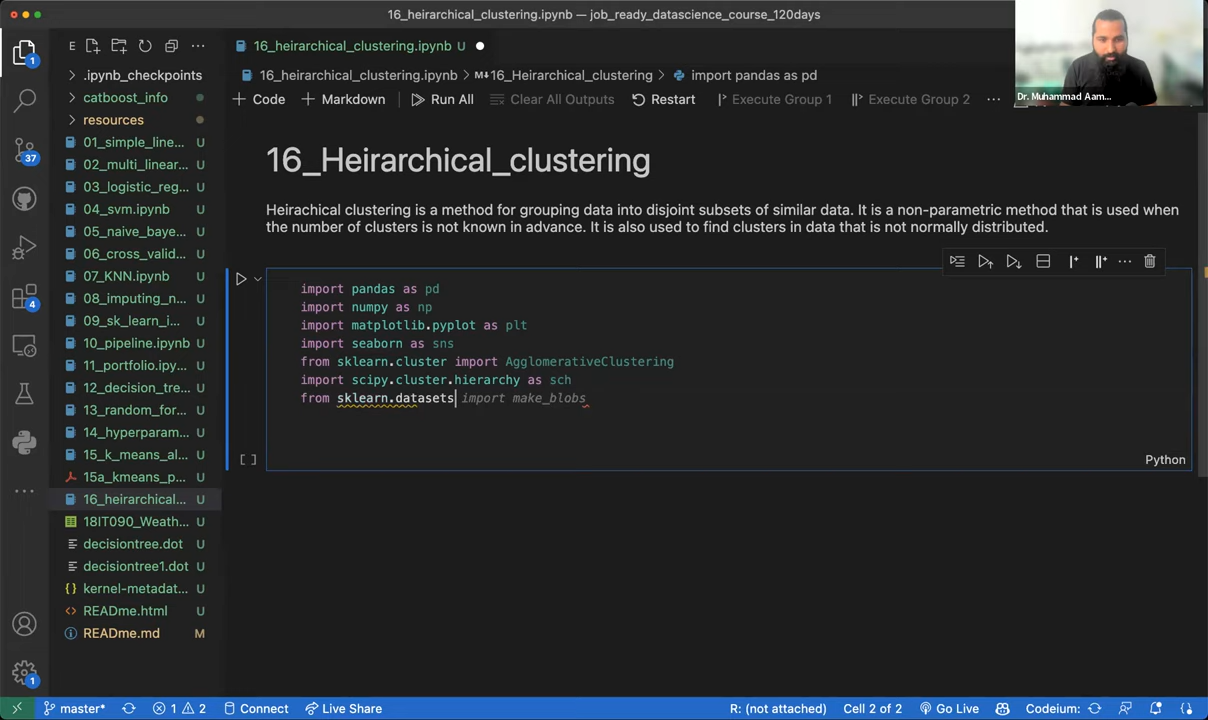 16_heirarchical_clustering.ipynb — job_ready_datascience_course_120days
E
16_heirarchical_clustering.ipynb U
16_heirarchical_clustering.ipynb > M↓16_Heirarchical_clustering > import pandas as pd
+ Code + Markdown Run All Clear All Outputs Restart Execute Group 1 Execute Group 2 ...
Dr. Muhammad Aam...
.ipynb_checkpoints
catboost_info
resources
01_simple_line... U
02_multi_linear... U
03_logistic_reg... U
04_svm.ipynb U
05_naive_baye... U
06_cross_valid... U
07_KNN.ipynb U
08_imputing_n... U
09_sk_learn_i... U
10_pipeline.ipynb U
11_portfolio.ipy... U
12_decision_tre... U
13_random_for... U
14_hyperparam... U
15_k_means_al... U
15a_kmeans_p... U
16_heirarchical... U
18IT090_Weath... U
decisiontree.dot U
decisiontree1.dot U
kernel-metadat... U
READme.html U
READme.md M
1
37
4
1
16_Heirarchical_clustering
Heirachical clustering is a method for grouping data into disjoint subsets of similar data. It is a non-parametric method that is used when
the number of clusters is not known in advance. It is also used to find clusters in data that is not normally distributed.
import pandas as pd
import numpy as np
import matplotlib.pyplot as plt
import seaborn as sns
from sklearn.cluster import AgglomerativeClustering
import scipy.cluster.hierarchy as sch
from sklearn.datasets import make_blobs
[ ]
Python
master* 1 2 Connect Live Share R: (not attached) Cell 2 of 2 Go Live Codeium: